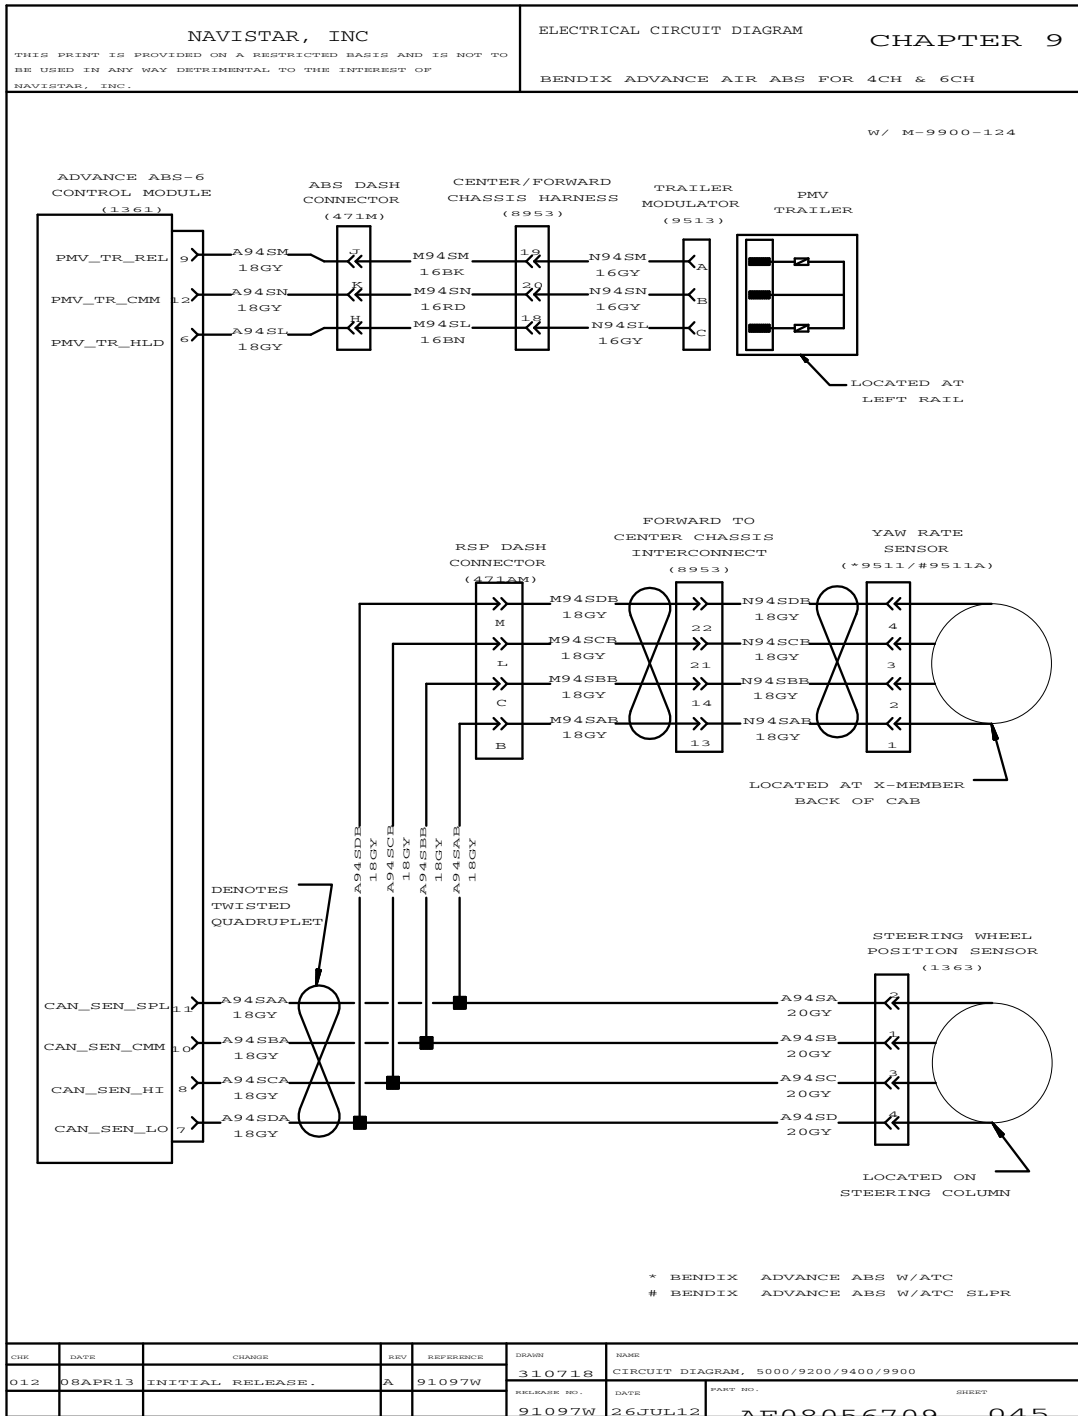 NAVISTAR, INC
THIS PRINT IS PROVIDED ON A RESTRICTED BASIS AND IS NOT TO
BE USED IN ANY WAY DETRIMENTAL TO THE INTEREST OF
NAVISTAR, INC.
ELECTRICAL CIRCUIT DIAGRAM
CHAPTER 9
BENDIX ADVANCE AIR ABS FOR 4CH & 6CH
W/ M-9900-124
ADVANCE ABS-6
CONTROL MODULE
(1361)
ABS DASH
CONNECTOR
(471M)
CENTER/FORWARD
CHASSIS HARNESS
(8953)
TRAILER
MODULATOR
(9513)
PMV
TRAILER
PMV_TR_REL 9 A94SM J M94SM 19 N94SM A
18GY 16BK 16GY
PMV_TR_CMM 12 A94SN K M94SN 20 N94SN B
18GY 16RD 16GY
PMV_TR_HLD 6 A94SL H M94SL 18 N94SL C
18GY 16BN 16GY
LOCATED AT
LEFT RAIL
RSP DASH
CONNECTOR
(471AM)
FORWARD TO
CENTER CHASSIS
INTERCONNECT
(8953)
YAW RATE
SENSOR
(*9511/#9511A)
M94SDB N94SDB
18GY 18GY
M 22 4
M94SCB N94SCB
18GY 18GY
L 21 3
M94SBB N94SBB
18GY 18GY
C 14 2
M94SAB N94SAB
18GY 18GY
B 13 1
LOCATED AT X-MEMBER
BACK OF CAB
A94SDB
18GY
A94SCB
18GY
A94SBB
18GY
A94SAB
18GY
DENOTES
TWISTED
QUADRUPLET
STEERING WHEEL
POSITION SENSOR
(1363)
CAN_SEN_SPL 11 A94SAA A94SA 2
18GY 20GY
CAN_SEN_CMM 10 A94SBA A94SB 1
18GY 20GY
CAN_SEN_HI 8 A94SCA A94SC 3
18GY 20GY
CAN_SEN_LO 7 A94SDA A94SD 4
18GY 20GY
LOCATED ON
STEERING COLUMN
* BENDIX ADVANCE ABS W/ATC
# BENDIX ADVANCE ABS W/ATC SLPR
CHK DATE CHANGE REV REFERENCE
012 08APR13 INITIAL RELEASE. A 91097W
DRAWN
310718
NAME
CIRCUIT DIAGRAM, 5000/9200/9400/9900
RELEASE NO.
91097W
DATE
26JUL12
PART NO.
AF08056709
SHEET
045